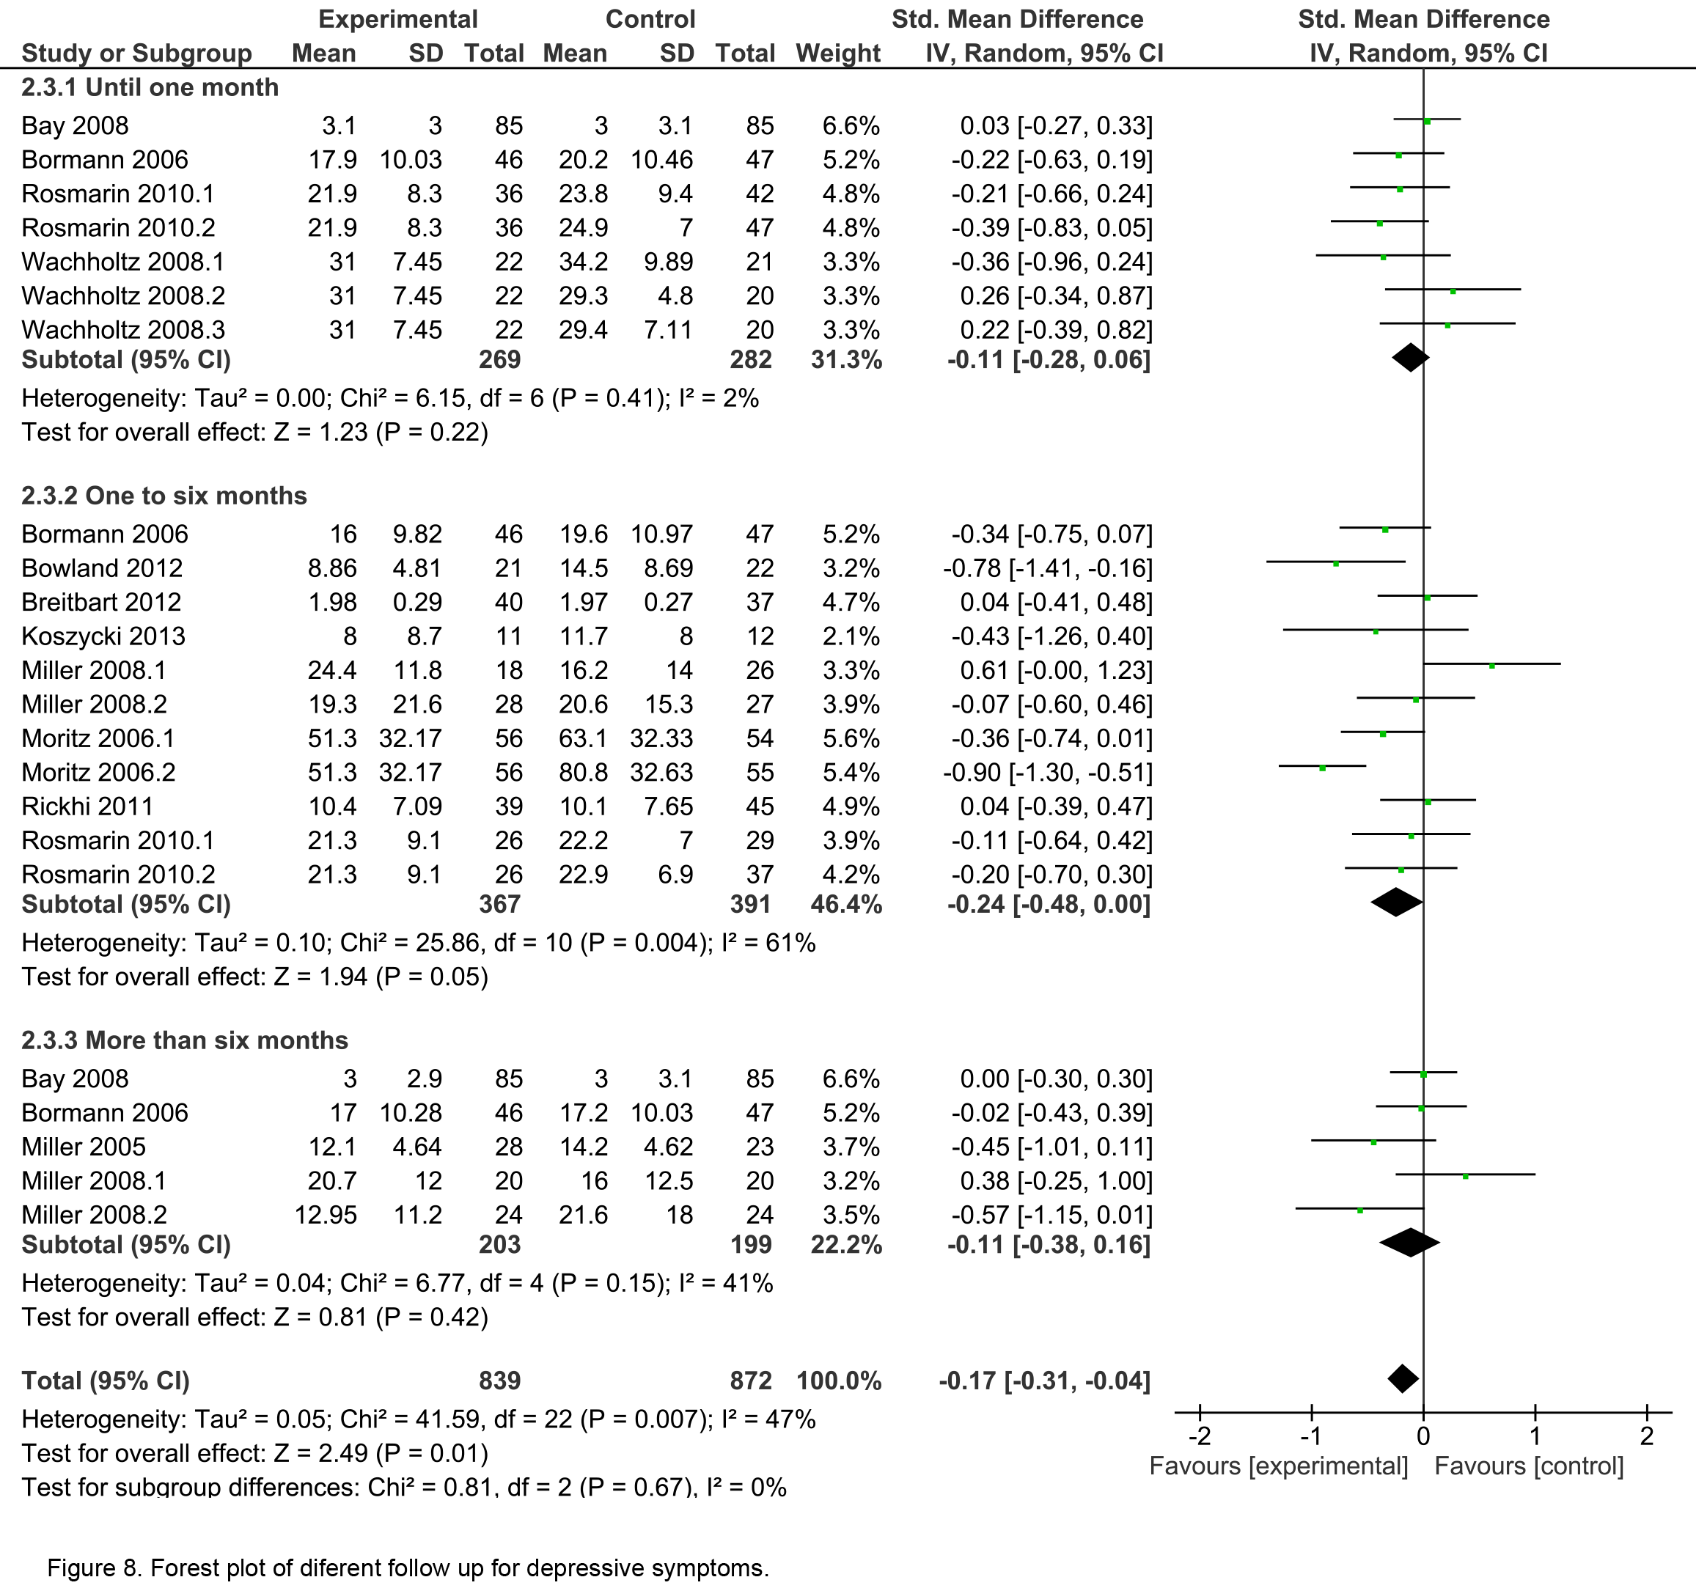 Experimental Control Std. Mean Difference Std. Mean Difference
Study or Subgroup Mean SD Total Mean SD Total Weight IV, Random, 95% CI IV, Random, 95% CI
2.3.1 Until one month
Bay 2008 3.1 3 85 3 3.1 85 6.6% 0.03 [-0.27, 0.33]
Bormann 2006 17.9 10.03 46 20.2 10.46 47 5.2% -0.22 [-0.63, 0.19]
Rosmarin 2010.1 21.9 8.3 36 23.8 9.4 42 4.8% -0.21 [-0.66, 0.24]
Rosmarin 2010.2 21.9 8.3 36 24.9 7 47 4.8% -0.39 [-0.83, 0.05]
Wachholtz 2008.1 31 7.45 22 34.2 9.89 21 3.3% -0.36 [-0.96, 0.24]
Wachholtz 2008.2 31 7.45 22 29.3 4.8 20 3.3% 0.26 [-0.34, 0.87]
Wachholtz 2008.3 31 7.45 22 29.4 7.11 20 3.3% 0.22 [-0.39, 0.82]
Subtotal (95% CI) 269 282 31.3% -0.11 [-0.28, 0.06]
Heterogeneity: Tau² = 0.00; Chi² = 6.15, df = 6 (P = 0.41); I² = 2%
Test for overall effect: Z = 1.23 (P = 0.22)
2.3.2 One to six months
Bormann 2006 16 9.82 46 19.6 10.97 47 5.2% -0.34 [-0.75, 0.07]
Bowland 2012 8.86 4.81 21 14.5 8.69 22 3.2% -0.78 [-1.41, -0.16]
Breitbart 2012 1.98 0.29 40 1.97 0.27 37 4.7% 0.04 [-0.41, 0.48]
Koszycki 2013 8 8.7 11 11.7 8 12 2.1% -0.43 [-1.26, 0.40]
Miller 2008.1 24.4 11.8 18 16.2 14 26 3.3% 0.61 [-0.00, 1.23]
Miller 2008.2 19.3 21.6 28 20.6 15.3 27 3.9% -0.07 [-0.60, 0.46]
Moritz 2006.1 51.3 32.17 56 63.1 32.33 54 5.6% -0.36 [-0.74, 0.01]
Moritz 2006.2 51.3 32.17 56 80.8 32.63 55 5.4% -0.90 [-1.30, -0.51]
Rickhi 2011 10.4 7.09 39 10.1 7.65 45 4.9% 0.04 [-0.39, 0.47]
Rosmarin 2010.1 21.3 9.1 26 22.2 7 29 3.9% -0.11 [-0.64, 0.42]
Rosmarin 2010.2 21.3 9.1 26 22.9 6.9 37 4.2% -0.20 [-0.70, 0.30]
Subtotal (95% CI) 367 391 46.4% -0.24 [-0.48, 0.00]
Heterogeneity: Tau² = 0.10; Chi² = 25.86, df = 10 (P = 0.004); I² = 61%
Test for overall effect: Z = 1.94 (P = 0.05)
2.3.3 More than six months
Bay 2008 3 2.9 85 3 3.1 85 6.6% 0.00 [-0.30, 0.30]
Bormann 2006 17 10.28 46 17.2 10.03 47 5.2% -0.02 [-0.43, 0.39]
Miller 2005 12.1 4.64 28 14.2 4.62 23 3.7% -0.45 [-1.01, 0.11]
Miller 2008.1 20.7 12 20 16 12.5 20 3.2% 0.38 [-0.25, 1.00]
Miller 2008.2 12.95 11.2 24 21.6 18 24 3.5% -0.57 [-1.15, 0.01]
Subtotal (95% CI) 203 199 22.2% -0.11 [-0.38, 0.16]
Heterogeneity: Tau² = 0.04; Chi² = 6.77, df = 4 (P = 0.15); I² = 41%
Test for overall effect: Z = 0.81 (P = 0.42)
Total (95% CI) 839 872 100.0% -0.17 [-0.31, -0.04]
Heterogeneity: Tau² = 0.05; Chi² = 41.59, df = 22 (P = 0.007); I² = 47%
Test for overall effect: Z = 2.49 (P = 0.01)
Test for subgroup differences: Chi² = 0.81, df = 2 (P = 0.67), I² = 0%
-2 -1 0 1 2
Favours [experimental] Favours [control]
Figure 8. Forest plot of diferent follow up for depressive symptoms.